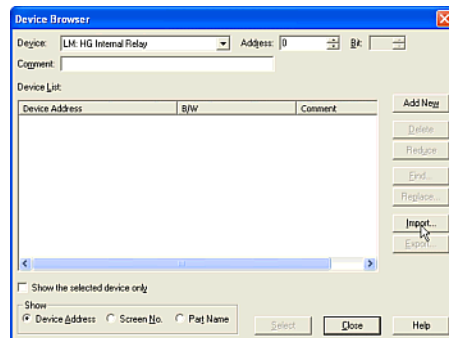 Device Browser
Device: LM: HG Internal Relay Address: 0 Bit:
Comment:
Device List:
Device Address B/W Comment
Add New
Delete
Reduce
Find...
Replace...
Import...
Export...
Show the selected device only
Show
Device Address Screen No. Part Name
Select Close Help